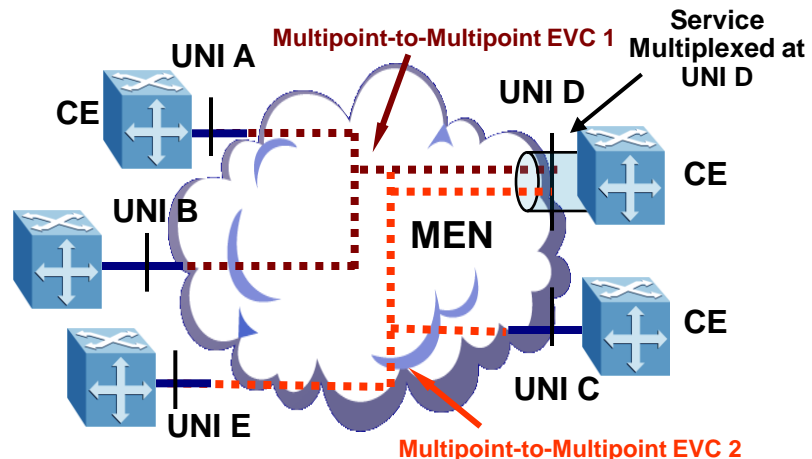 Service
Multiplexed at
UNI D
Multipoint-to-Multipoint EVC 1
UNI A
UNI D
CE
CE
UNI B
MEN
CE
UNI C
UNI E
Multipoint-to-Multipoint EVC 2